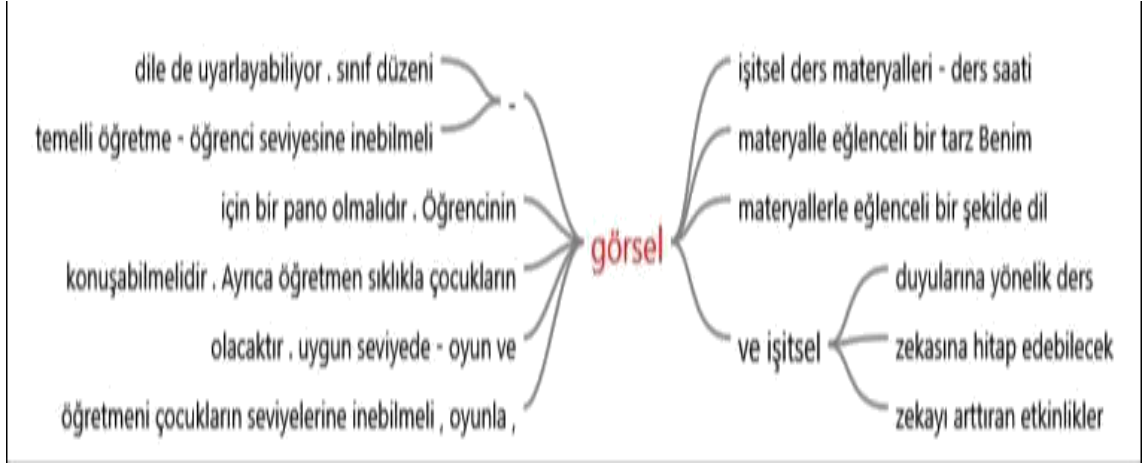 dile de uyarlayabiliyor . sınıf düzeni
-
temelli öğretme - öğrenci seviyesine inebilmeli
için bir pano olmalıdır . Öğrencinin
konuşabilmelidir . Ayrıca öğretmen sıklıkla çocukların
olacaktır . uygun seviyede - oyun ve
öğretmeni çocukların seviyelerine inebilmeli , oyunla ,
görsel
işitsel ders materyalleri - ders saati
materyalle eğlenceli bir tarz Benim
materyallerle eğlenceli bir şekilde dil
ve işitsel
duyularına yönelik ders
zekasına hitap edebilecek
zekayı arttıran etkinlikler